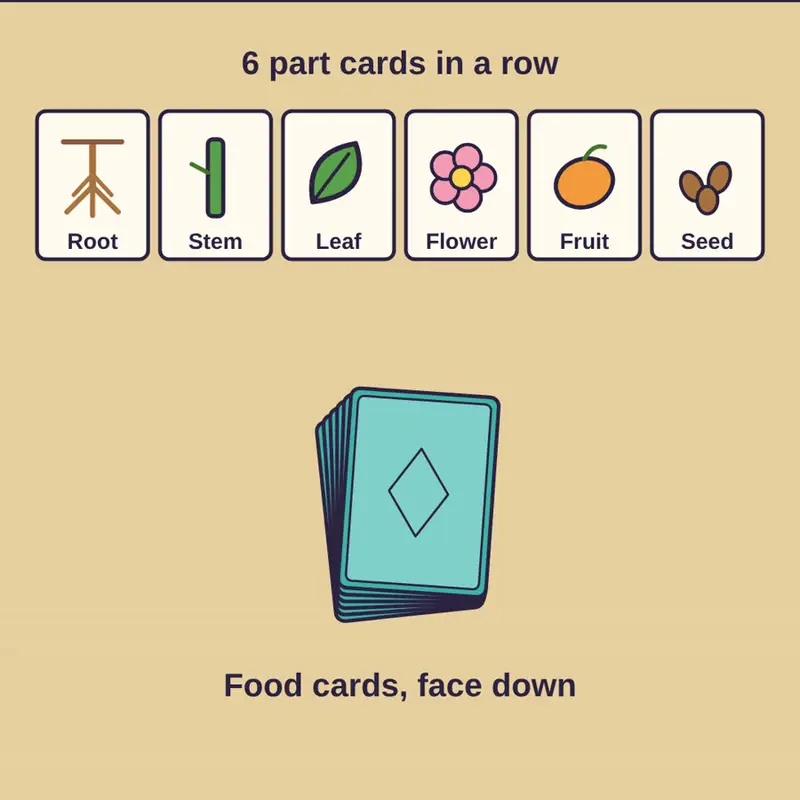 6 part cards in a row
Root Stem Leaf Flower Fruit Seed
Food cards, face down